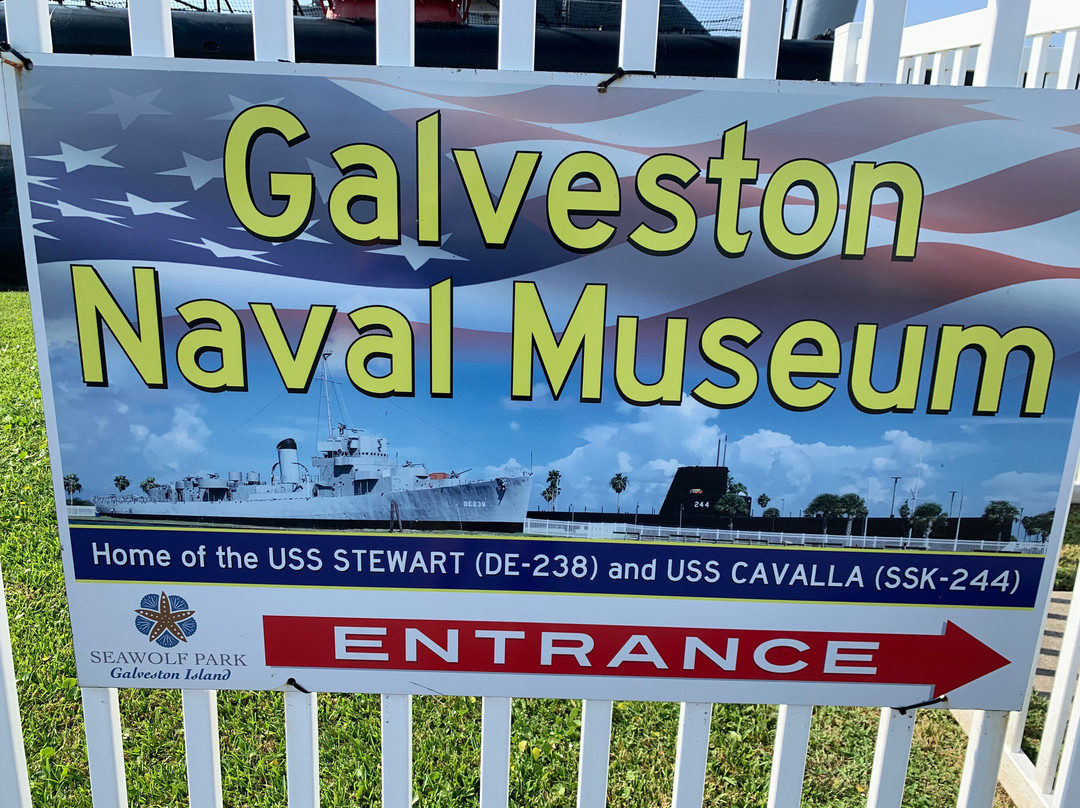 Galveston
Naval Museum
DE238
244
Home of the USS STEWART (DE-238) and USS CAVALLA (SSK-244)
SEAWOLF PARK
Galveston Island
ENTRANCE